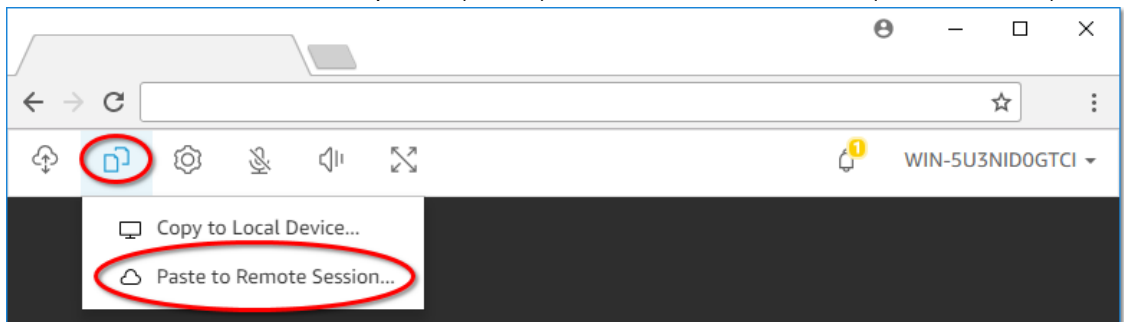 1
WIN-5U3NID0GTCI
Copy to Local Device...
Paste to Remote Session...